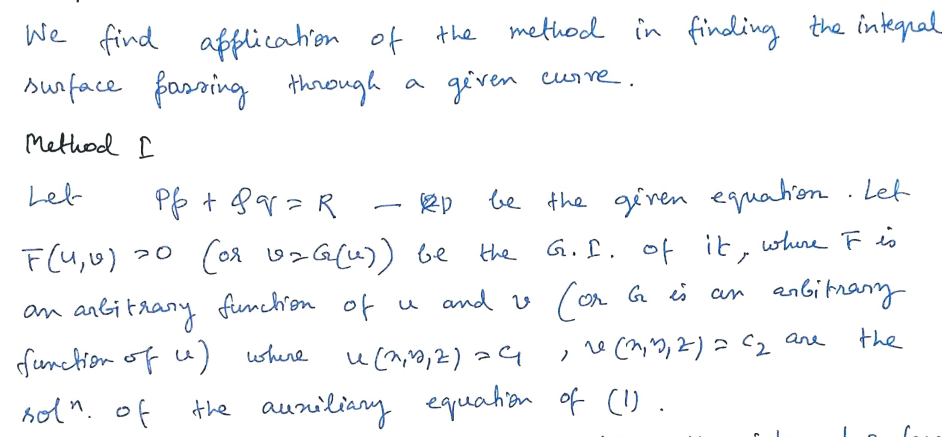 We find application of the method in finding the integral
surface passing through a given curve.
Method I
Let Pp + Qq = R — (1) be the given equation. Let
F(u,v) = 0 (or v = G(u)) be the G.I. of it, where F is
an arbitrary function of u and v (or G is an arbitrary
function of u) where u(x,y,z) = c₁ , v(x,y,z) = c₂ are the
solⁿ. of the auxiliary equation of (1).